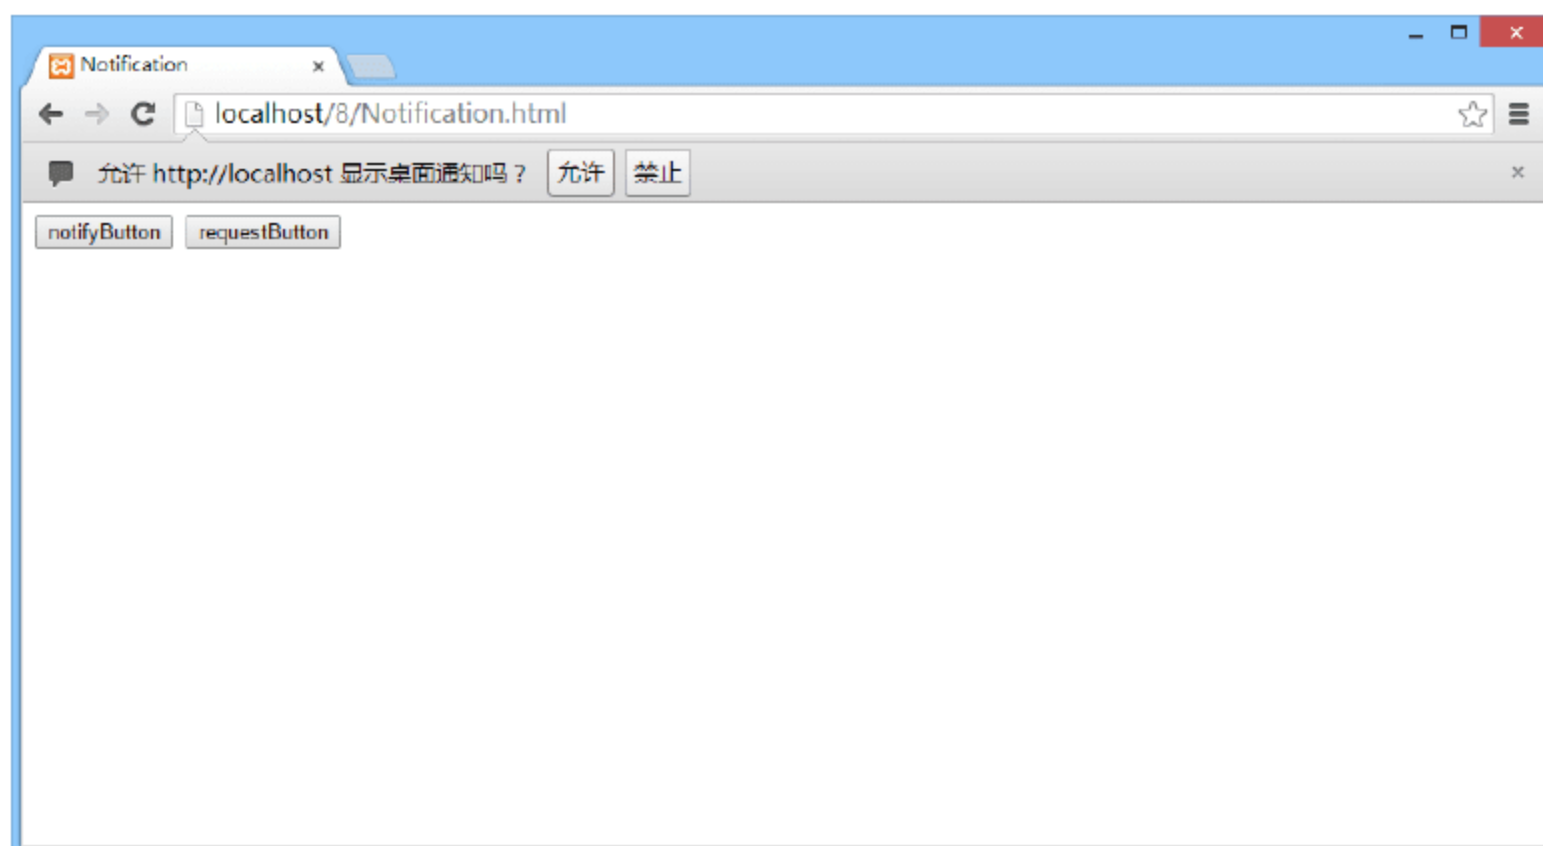 Notification
localhost/8/Notification.html
允许 http://localhost 显示桌面通知吗？ 允许 禁止
notifyButton requestButton